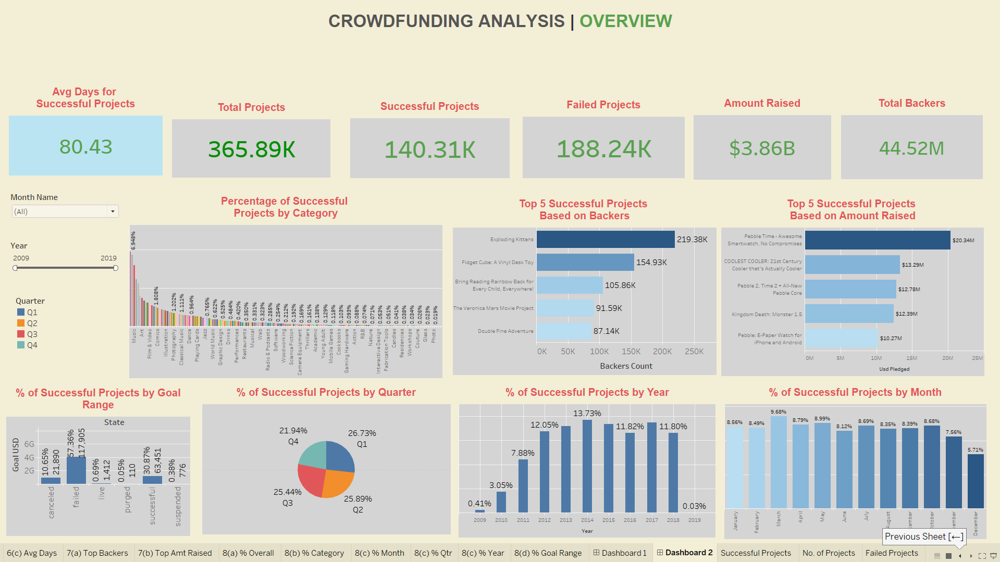 CROWDFUNDING ANALYSIS | OVERVIEW
Avg Days for
Successful Projects
80.43
Total Projects
365.89K
Successful Projects
140.31K
Failed Projects
188.24K
Amount Raised
$3.86B
Total Backers
44.52M
Month Name
(All)
Year
2009 2019
Quarter
Q1
Q2
Q3
Q4
Percentage of Successful
Projects by Category
6.948%
1.808%
1.202%
1.111%
0.964%
0.765%
0.622%
0.525%
0.484%
0.420%
0.350%
0.331%
0.323%
0.285%
0.254%
0.212%
0.192%
0.169%
0.161%
0.138%
0.129%
0.118%
0.103%
0.093%
0.088%
0.074%
0.071%
0.053%
0.051%
0.041%
0.038%
0.034%
0.026%
0.023%
0.019%
Music
Art
Film & Video
Comics
Illustration
Photography
Classical Music
Dance
Playing Cards
Jazz
World Music
Graphic Design
Drinks
Performances
Restaurants
Musical
Web
Radio & Podcasts
Software
Woodworking
Science Fiction
Camera Equipment
Thrillers
Academic
Young Adult
Mobile Games
Cookbooks
Gaming Hardware
Action
R&B
Nature
Interactive Design
Fabrication Tools
Candles
Residencies
Workshops
Couture
Glass
Photo
Top 5 Successful Projects
Based on Backers
Exploding Kittens
219.38K
Fidget Cube: A Vinyl Desk Toy
154.93K
Bring Reading Rainbow Back for
Every Child, Everywhere!
105.86K
The Veronica Mars Movie Project
91.59K
Double Fine Adventure
87.14K
0K 50K 100K 150K 200K 250K
Backers Count
Top 5 Successful Projects
Based on Amount Raised
Pebble Time - Awesome
Smartwatch, No Compromises
$20.34M
COOLEST COOLER: 21st Century
Cooler that's Actually Cooler
$13.29M
Pebble 2, Time 2 + All-New
Pebble Core
$12.78M
Kingdom Death: Monster 1.5
$12.39M
Pebble: E-Paper Watch for
iPhone and Android
$10.27M
0M 5M 10M 15M 20M 25M
Usd Pledged
% of Successful Projects by Goal
Range
State
Goal USD
6G
4G
2G
10.65%
21,890
57.36%
117,905
0.69%
1,412
0.05%
110
30.87%
63,451
0.38%
776
canceled
failed
live
purged
successful
suspended
% of Successful Projects by Quarter
21.94%
Q4
26.73%
Q1
25.44%
Q3
25.89%
Q2
% of Successful Projects by Year
0.41%
3.05%
7.88%
12.05%
13.73%
11.82%
11.80%
0.03%
2009 2010 2011 2012 2013 2014 2015 2016 2017 2018 2019
Year
% of Successful Projects by Month
8.56%
8.49%
9.68%
8.79%
8.99%
8.12%
8.69%
8.35%
8.39%
8.68%
7.56%
5.71%
January
February
March
April
May
June
July
August
tember
ctober
vember
December
Previous Sheet [←]
6(c) Avg Days 7(a) Top Backers 7(b) Top Amt Raised 8(a) % Overall 8(b) % Category 8(c) % Month 8(c) % Qtr 8(c) % Year 8(d) % Goal Range Dashboard 1 Dashboard 2 Successful Projects No. of Projects Failed Projects